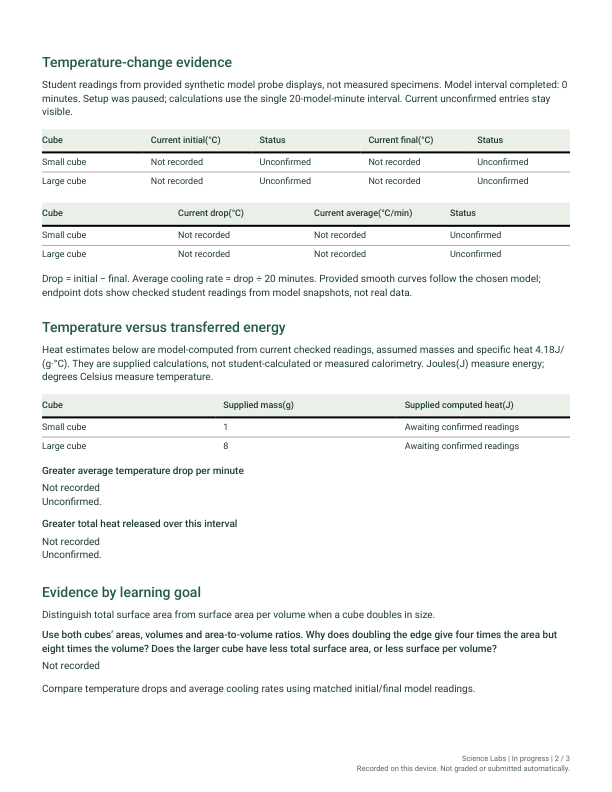 Temperature-change evidence
Student readings from provided synthetic model probe displays, not measured specimens. Model interval completed: 0
minutes. Setup was paused; calculations use the single 20-model-minute interval. Current unconfirmed entries stay
visible.
Cube Current initial(°C) Status Current final(°C) Status
Small cube Not recorded Unconfirmed Not recorded Unconfirmed
Large cube Not recorded Unconfirmed Not recorded Unconfirmed
Cube Current drop(°C) Current average(°C/min) Status
Small cube Not recorded Not recorded Unconfirmed
Large cube Not recorded Not recorded Unconfirmed
Drop = initial − final. Average cooling rate = drop ÷ 20 minutes. Provided smooth curves follow the chosen model;
endpoint dots show checked student readings from model snapshots, not real data.
Temperature versus transferred energy
Heat estimates below are model-computed from current checked readings, assumed masses and specific heat 4.18J/
(g·°C). They are supplied calculations, not student-calculated or measured calorimetry. Joules(J) measure energy;
degrees Celsius measure temperature.
Cube Supplied mass(g) Supplied computed heat(J)
Small cube 1 Awaiting confirmed readings
Large cube 8 Awaiting confirmed readings
Greater average temperature drop per minute
Not recorded
Unconfirmed.
Greater total heat released over this interval
Not recorded
Unconfirmed.
Evidence by learning goal
Distinguish total surface area from surface area per volume when a cube doubles in size.
Use both cubes’ areas, volumes and area-to-volume ratios. Why does doubling the edge give four times the area but
eight times the volume? Does the larger cube have less total surface area, or less surface per volume?
Not recorded
Compare temperature drops and average cooling rates using matched initial/final model readings.
Science Labs | In progress | 2 / 3
Recorded on this device. Not graded or submitted automatically.